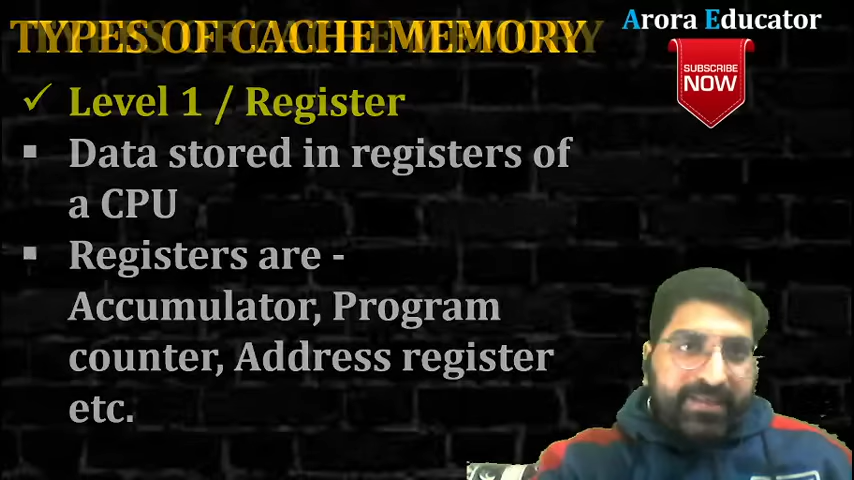 TYPES OF CACHE MEMORY
Arora Educator
SUBSCRIBE
NOW
Level 1 / Register
Data stored in registers of
a CPU
Registers are -
Accumulator, Program
counter, Address register
etc.